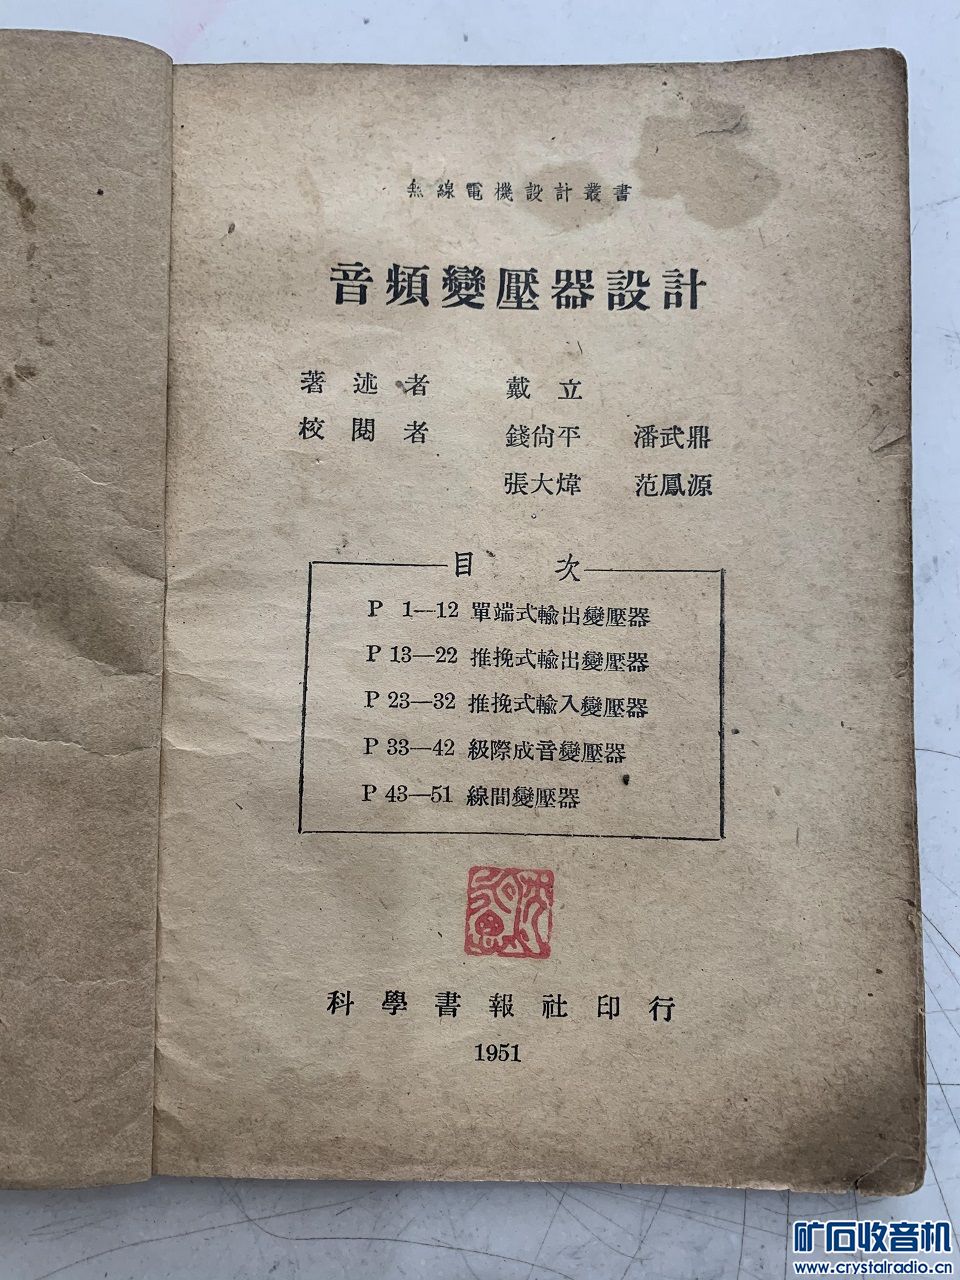 無線電機設計叢書
音頻變壓器設計
著述者 戴立
校閱者 錢尙平 潘武鼎
張大煒 范鳳源
目次
P 1—12 單端式輸出變壓器
P 13—22 推挽式輸出變壓器
P 23—32 推挽式輸入變壓器
P 33—42 級際成音變壓器
P 43—51 線間變壓器
科學書報社印行
1951
矿石收音机
www.crystalradio.cn